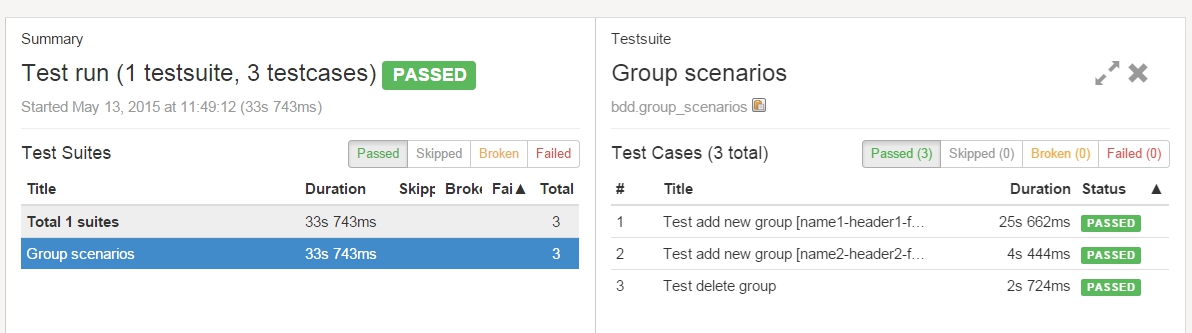 Summary
Test run (1 testsuite, 3 testcases) PASSED
Started May 13, 2015 at 11:49:12 (33s 743ms)
Test Suites
Passed Skipped Broken Failed
Title Duration Skipp Broke Fai▲ Total
Total 1 suites 33s 743ms 3
Group scenarios 33s 743ms 3
Testsuite
Group scenarios
bdd.group_scenarios
Test Cases (3 total)
Passed (3) Skipped (0) Broken (0) Failed (0)
# Title Duration Status ▲
1 Test add new group [name1-header1-f... 25s 662ms PASSED
2 Test add new group [name2-header2-f... 4s 444ms PASSED
3 Test delete group 2s 724ms PASSED